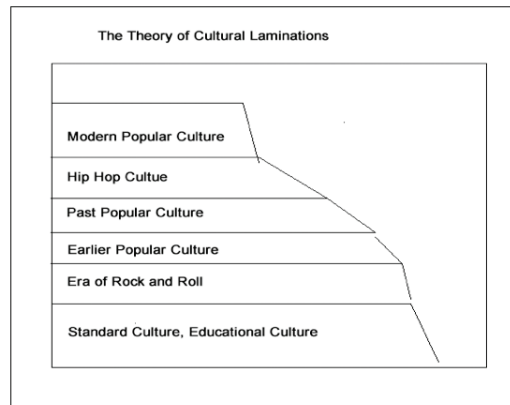 The Theory of Cultural Laminations
Modern Popular Culture
Hip Hop Cultue
Past Popular Culture
Earlier Popular Culture
Era of Rock and Roll
Standard Culture, Educational Culture